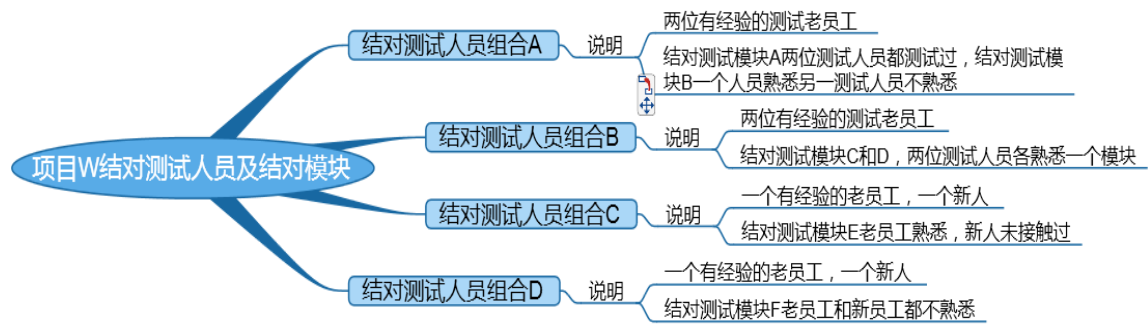 项目W结对测试人员及结对模块
结对测试人员组合A
说明
两位有经验的测试老员工
结对测试模块A两位测试人员都测试过，结对测试模
块B一个人员熟悉另一测试人员不熟悉
结对测试人员组合B
说明
两位有经验的测试老员工
结对测试模块C和D，两位测试人员各熟悉一个模块
结对测试人员组合C
说明
一个有经验的老员工，一个新人
结对测试模块E老员工熟悉，新人未接触过
结对测试人员组合D
说明
一个有经验的老员工，一个新人
结对测试模块F老员工和新员工都不熟悉